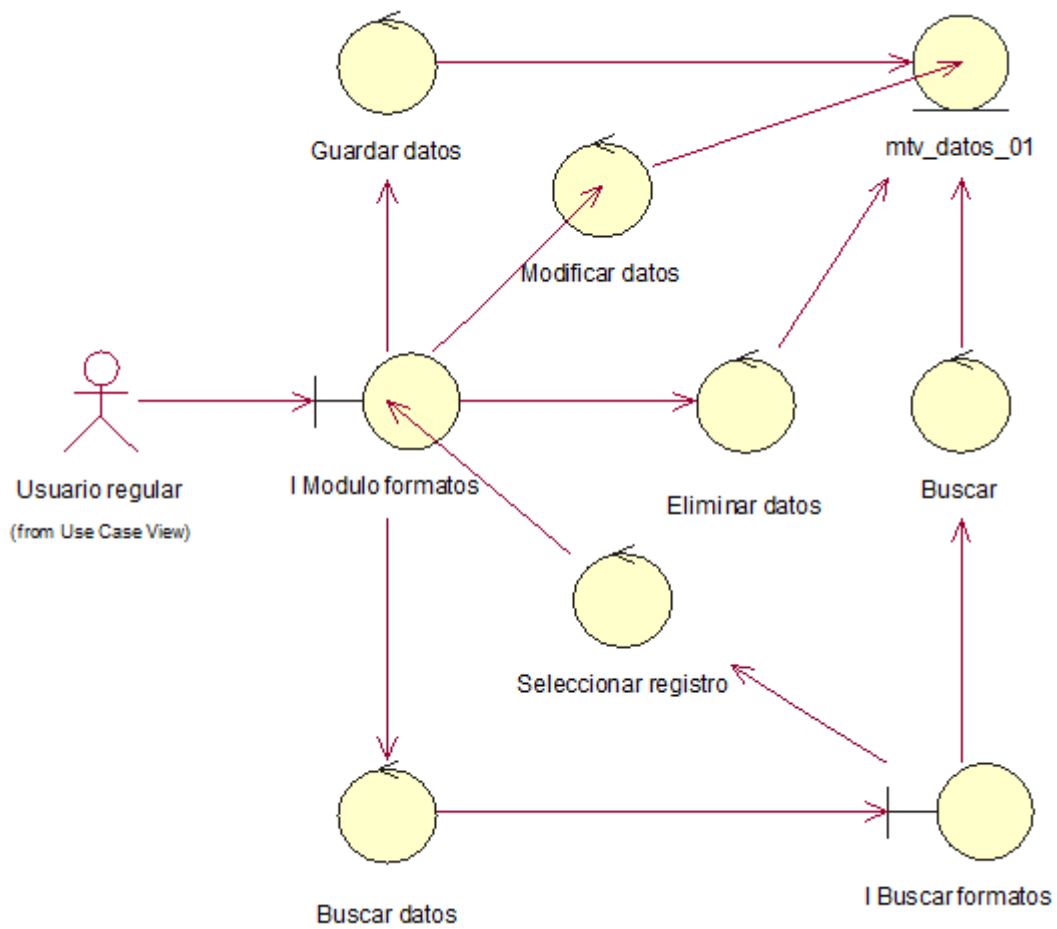 Guardar datos
mtv_datos_01
Modificar datos
Usuario regular
(from Use Case View)
I Modulo formatos
Eliminar datos
Buscar
Seleccionar registro
Buscar datos
I Buscar formatos